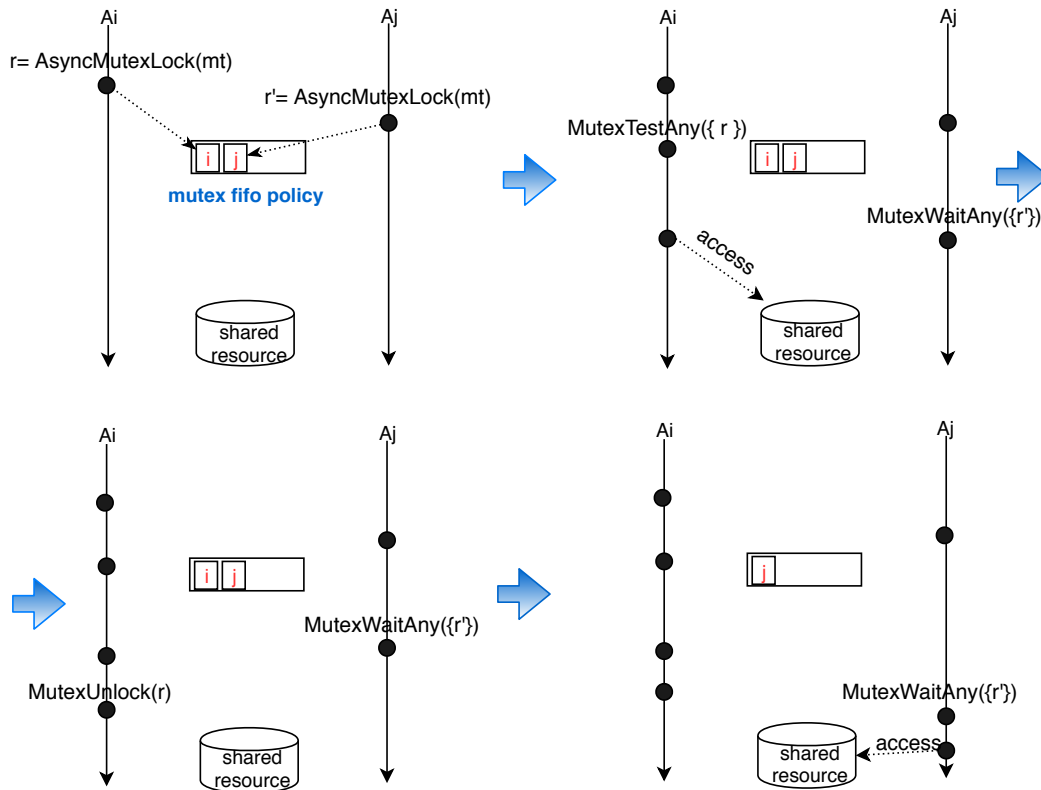 Ai
Aj
r= AsyncMutexLock(mt)
r'= AsyncMutexLock(mt)
i
j
mutex fifo policy
shared
resource
Ai
Aj
MutexTestAny({ r })
i
j
MutexWaitAny({r'})
access
shared
resource
Ai
Aj
i
j
MutexWaitAny({r'})
MutexUnlock(r)
shared
resource
Ai
Aj
j
MutexWaitAny({r'})
access
shared
resource